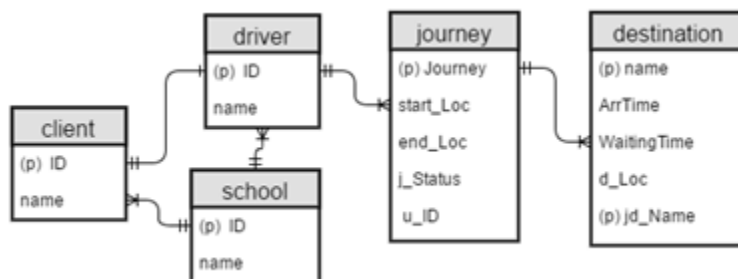 driver
(p) ID
name
client
(p) ID
name
school
(p) ID
name
journey
(p) Journey
start_Loc
end_Loc
j_Status
u_ID
destination
(p) name
ArrTime
WaitingTime
d_Loc
(p) jd_Name